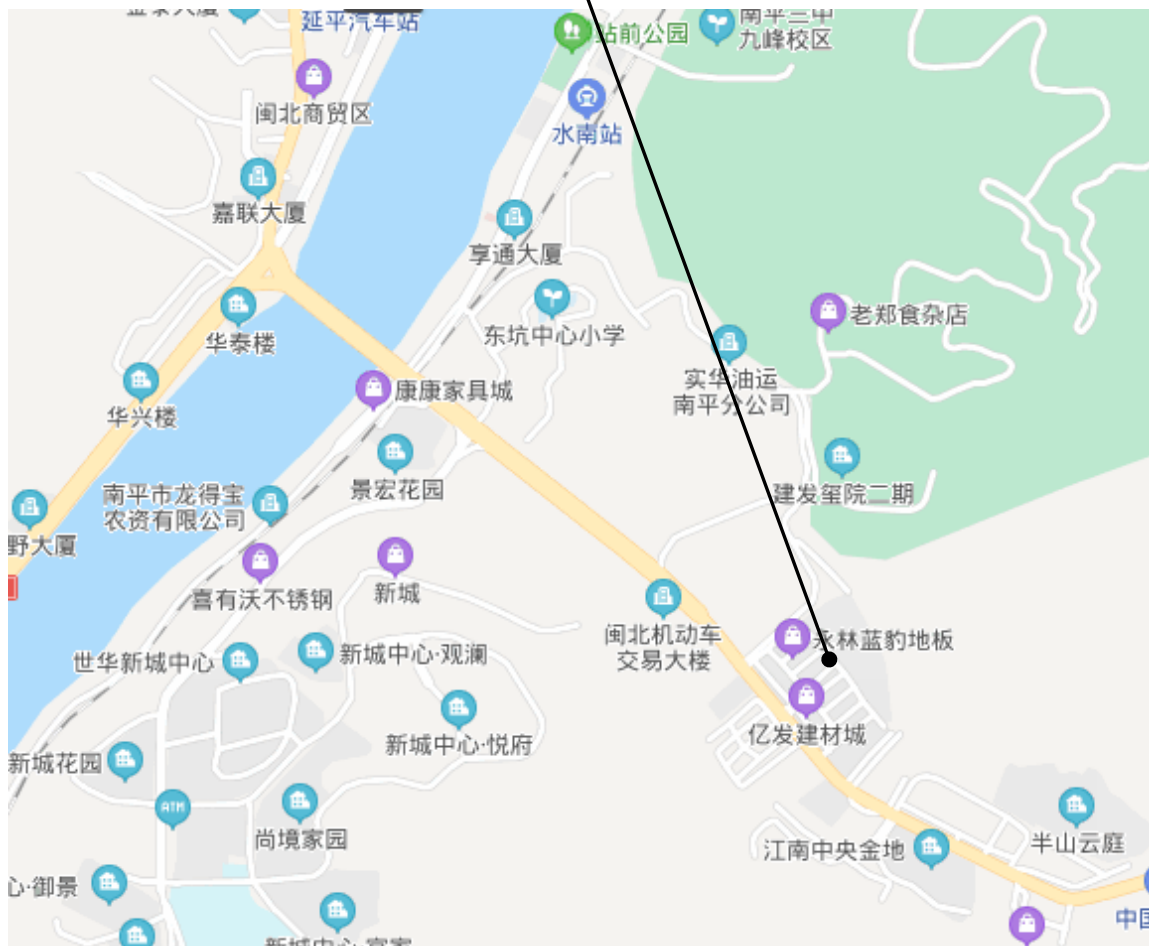 延平汽车站
南平三中
九峰校区
站前公园
闽北商贸区
水南站
嘉联大厦
享通大厦
华泰楼
东坑中心小学
老郑食杂店
华兴楼
康康家具城
实华油运
南平分公司
景宏花园
建发玺院二期
南平市龙得宝
农资有限公司
野大厦
喜有沃不锈钢
新城
闽北机动车
交易大楼
永林蓝豹地板
世华新城中心
新城中心·观澜
新城中心·悦府
亿发建材城
新城花园
ATM
尚境家园
江南中央金地
半山云庭
心·御景
中国